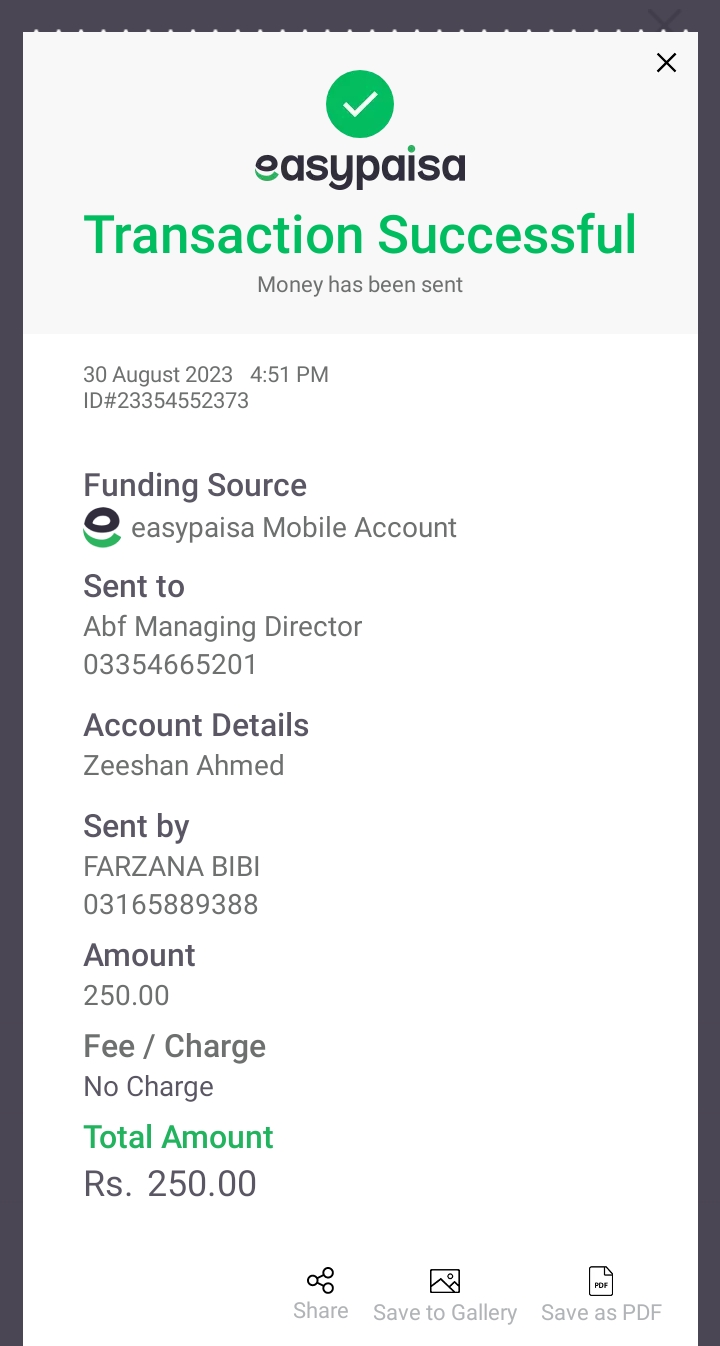 easypaisa
Transaction Successful
Money has been sent
30 August 2023 4:51 PM
ID#23354552373
Funding Source
easypaisa Mobile Account
Sent to
Abf Managing Director
03354665201
Account Details
Zeeshan Ahmed
Sent by
FARZANA BIBI
03165889388
Amount
250.00
Fee / Charge
No Charge
Total Amount
Rs. 250.00
PDF
Share Save to Gallery Save as PDF